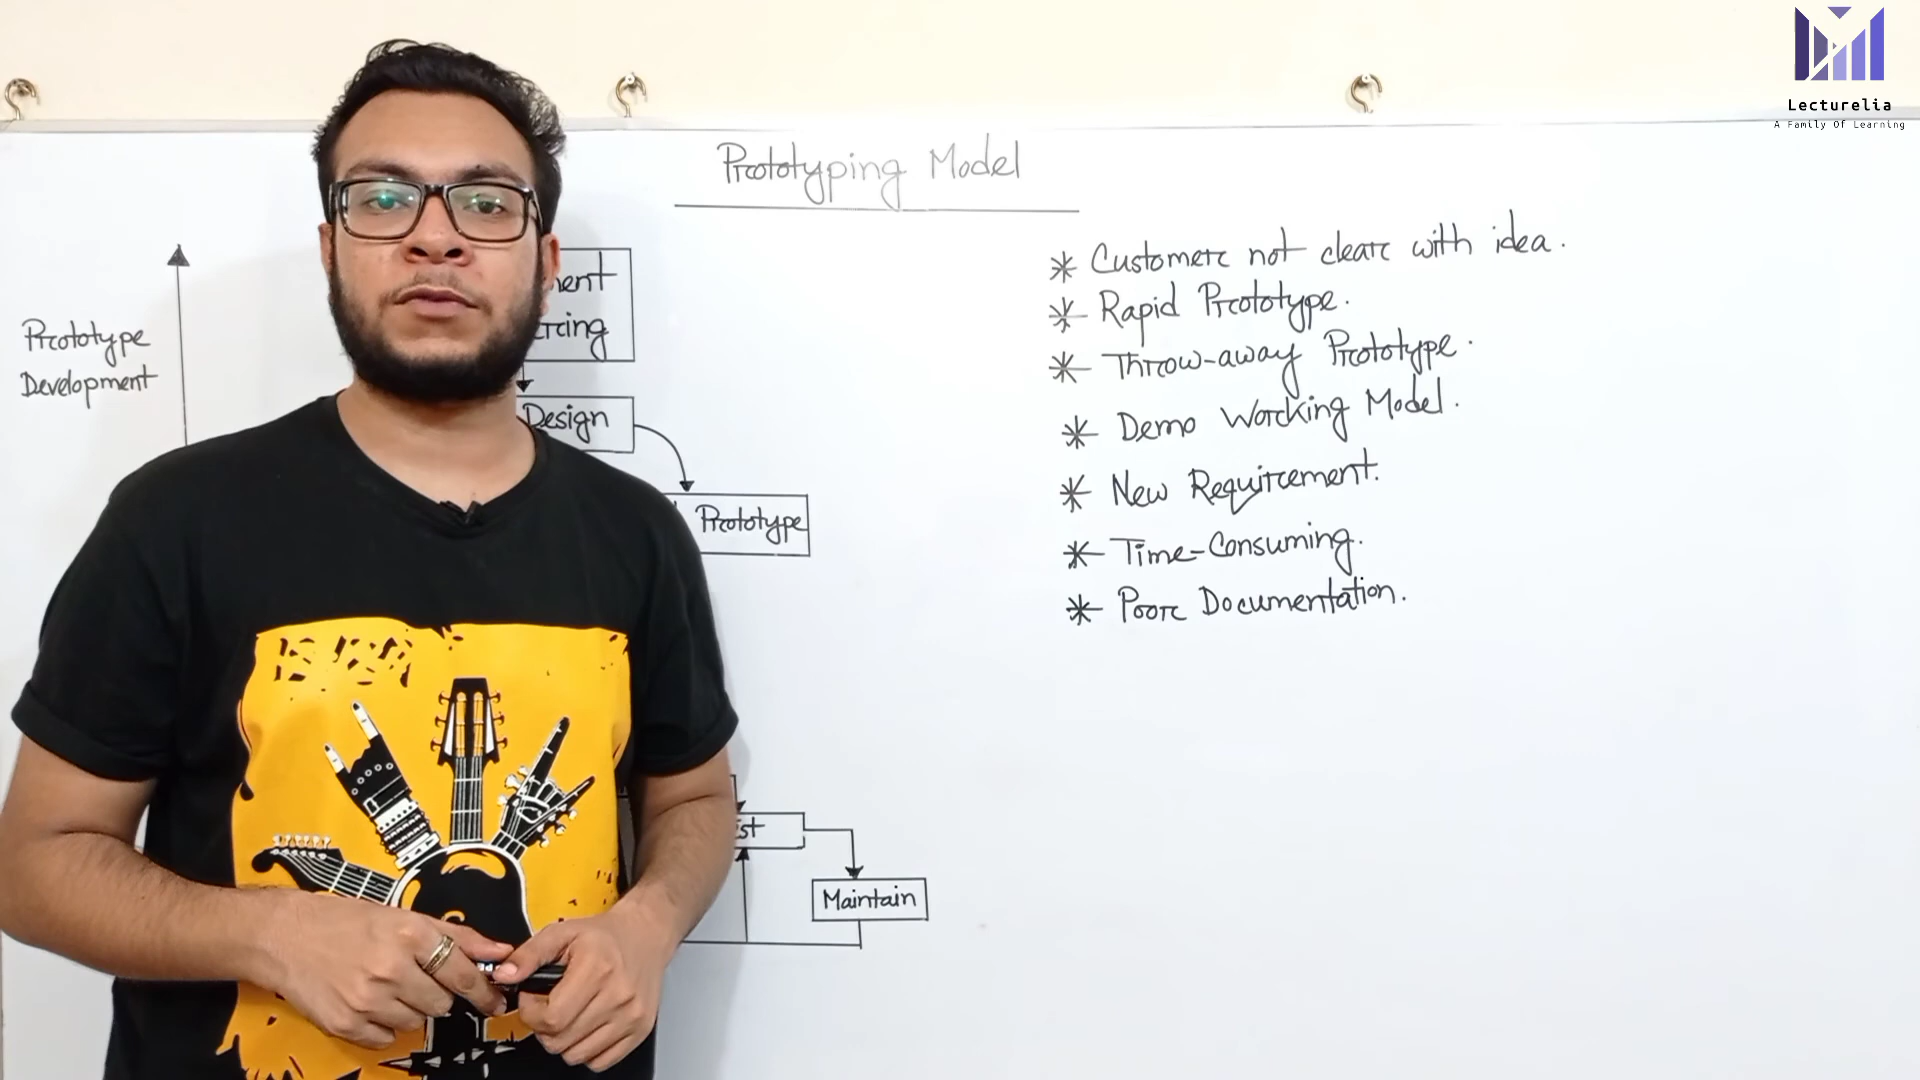 Lecturelia
A Family Of Learning
Prototyping Model
Prototype
Development
Design
Prototype
Maintain
* Customer not clear with idea.
* Rapid Prototype.
* Throw-away Prototype.
* Demo Working Model.
* New Requirement.
* Time-Consuming.
* Poor Documentation.